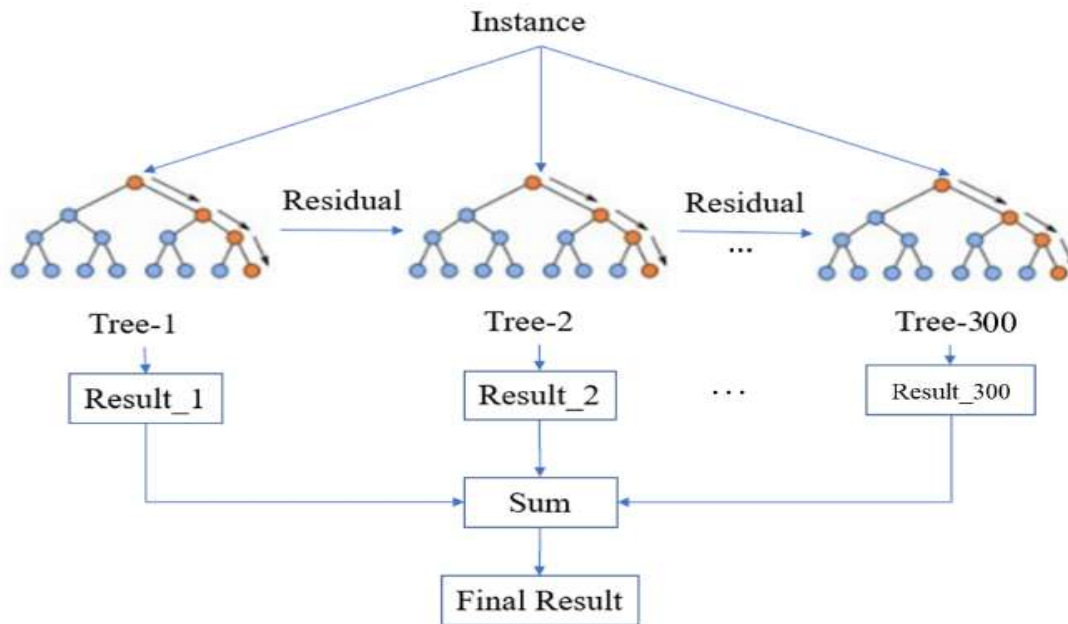 Instance
Residual
Residual
...
Tree-1
Tree-2
Tree-300
Result_1
Result_2
...
Result_300
Sum
Final Result